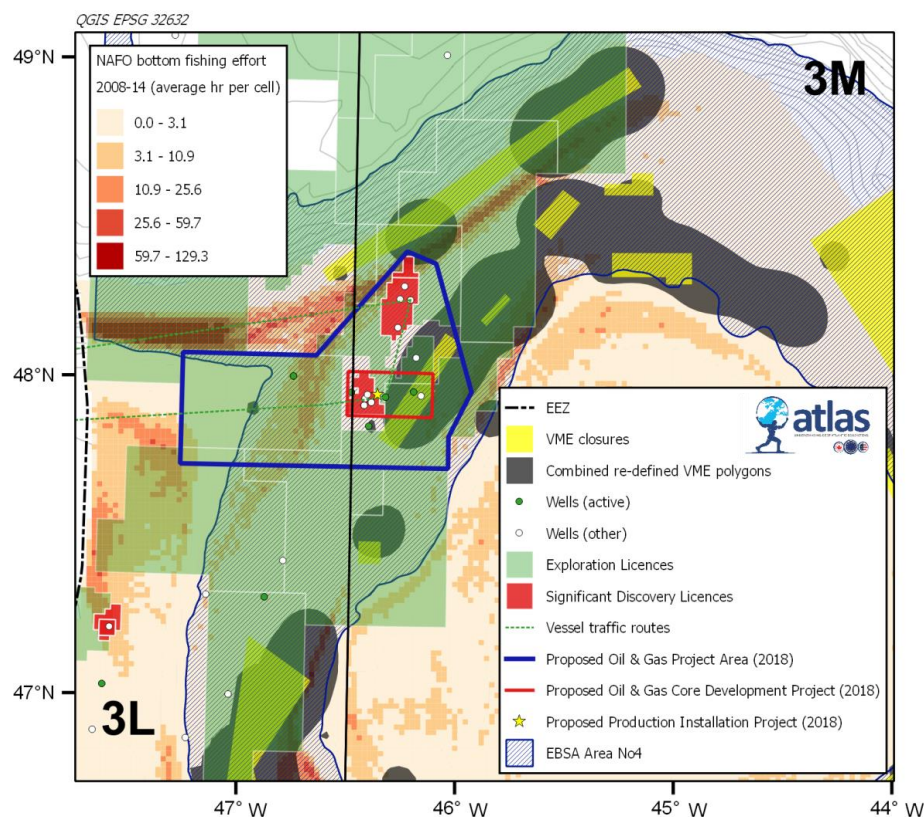 QGIS EPSG 32632
49° N
48° N
47° N
NAFO bottom fishing effort
2008-14 (average hr per cell)
0.0 - 3.1
3.1 - 10.9
10.9 - 25.6
25.6 - 59.7
59.7 - 129.3
3M
3L
EEZ
VME closures
Combined re-defined VME polygons
Wells (active)
Wells (other)
Exploration Licences
Significant Discovery Licences
Vessel traffic routes
Proposed Oil & Gas Project Area (2018)
Proposed Oil & Gas Core Development Project (2018)
Proposed Production Installation Project (2018)
EBSA Area No4
atlas
47° W
46° W
45° W
44° W